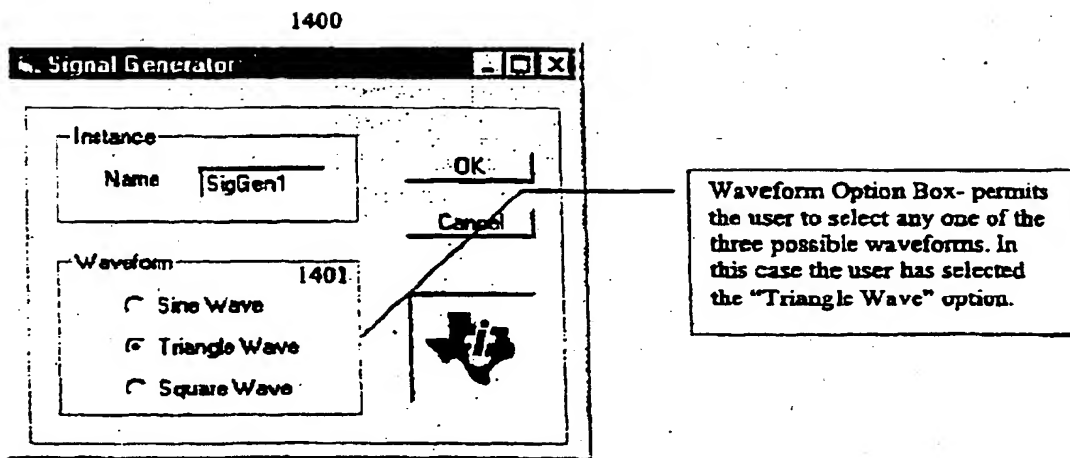 1400
Signal Generator
Instance
Name SigGen1
OK
Cancel
Waveform
1401
Sine Wave
Triangle Wave
Square Wave
Waveform Option Box- permits
the user to select any one of the
three possible waveforms. In
this case the user has selected
the "Triangle Wave" option.